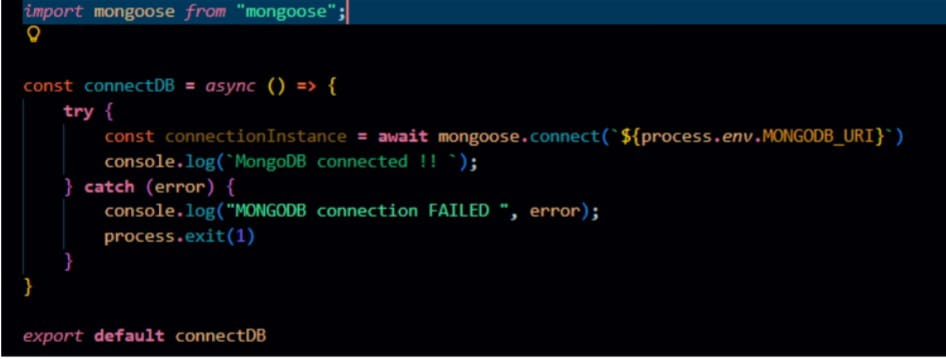 import mongoose from "mongoose";
const connectDB = async () => {
    try {
        const connectionInstance = await mongoose.connect(`${process.env.MONGODB_URI}`)
        console.log(`MongoDB connected !! `);
    } catch (error) {
        console.log("MONGODB connection FAILED ", error);
        process.exit(1)
    }
}
export default connectDB